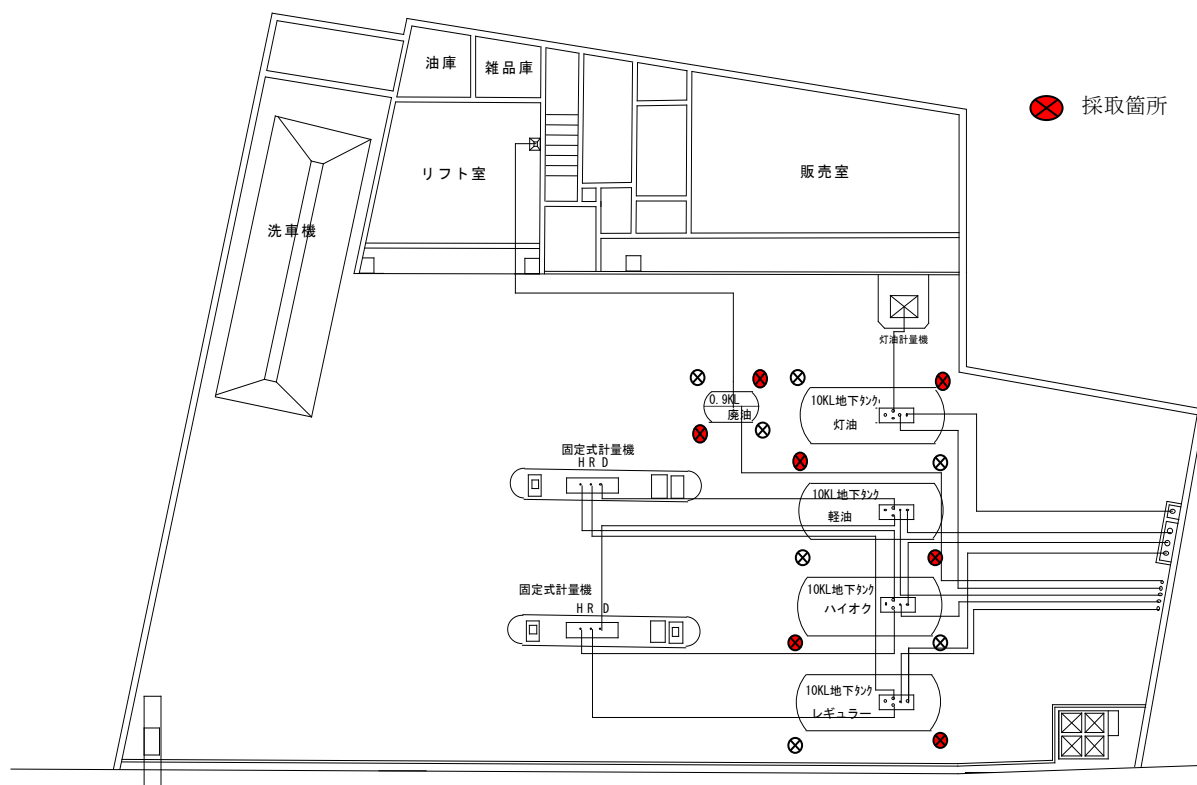 油庫
雑品庫
採取箇所
リフト室
販売室
洗車機
灯油計量機
0.9KL
廃油
10KL地下タンク
灯油
固定式計量機
H R D
10KL地下タンク
軽油
固定式計量機
H R D
10KL地下タンク
ハイオク
10KL地下タンク
レギュラー